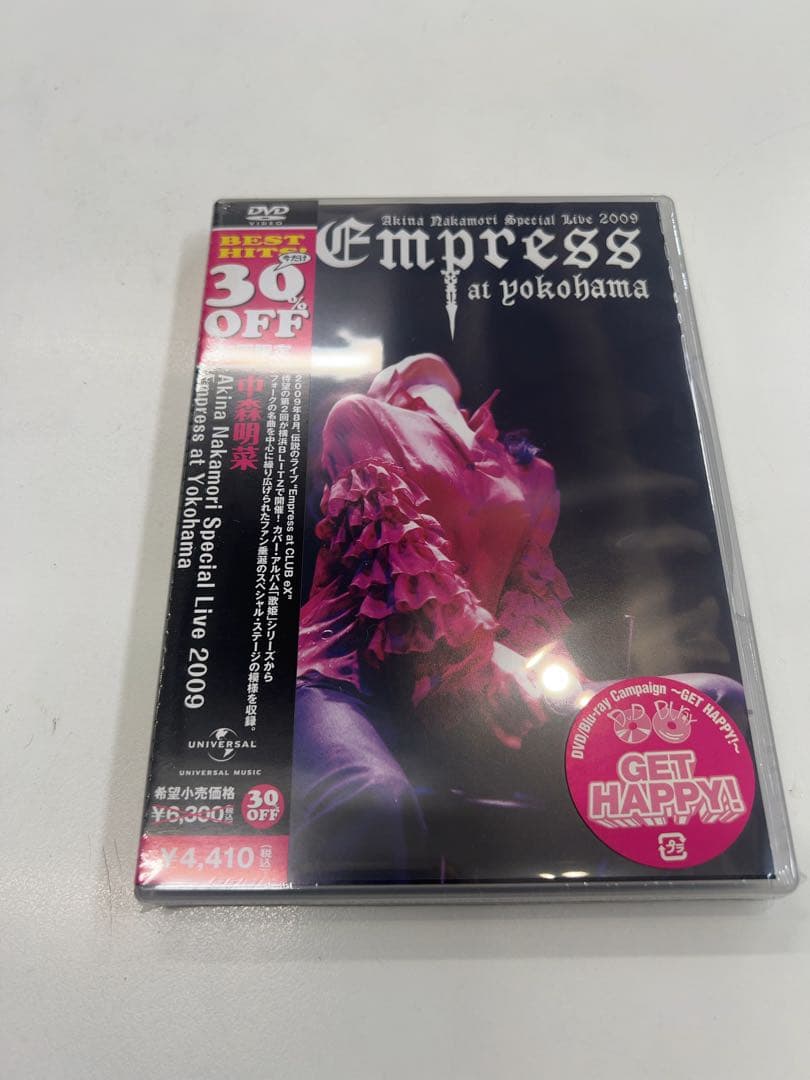 DVD
VIDEO
BEST
HITS!
今だけ
30%
OFF
中森明菜
Akina Nakamori Special Live 2009
Empress at Yokohama
2009年8月、伝説のライブ"Empress at CLUB eX"
待望の第2回が横浜BLITZで開催!カバー・アルバム「歌姫」シリーズから
フォークの名曲を中心に繰り広げられたファン垂涎のスペシャル・ステージの模様を収録。
UNIVERSAL
UNIVERSAL MUSIC
希望小売価格
¥6,300(税込)
30%
OFF
¥4,410(税込)
Akina Nakamori Special Live 2009
Empress
at yokohama
DVD/Blu-ray Campaign ～GET HAPPY!～
DVD Blu-ray
GET
HAPPY!
プラ